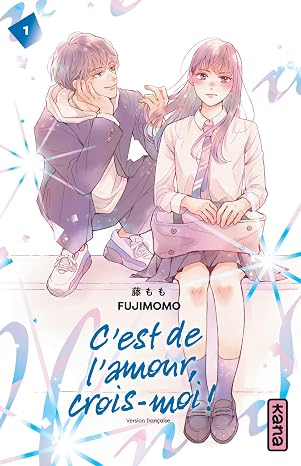 1
藤もも
FUJIMOMO
C'est de
l'amour,
crois-moi !
Version française
kana